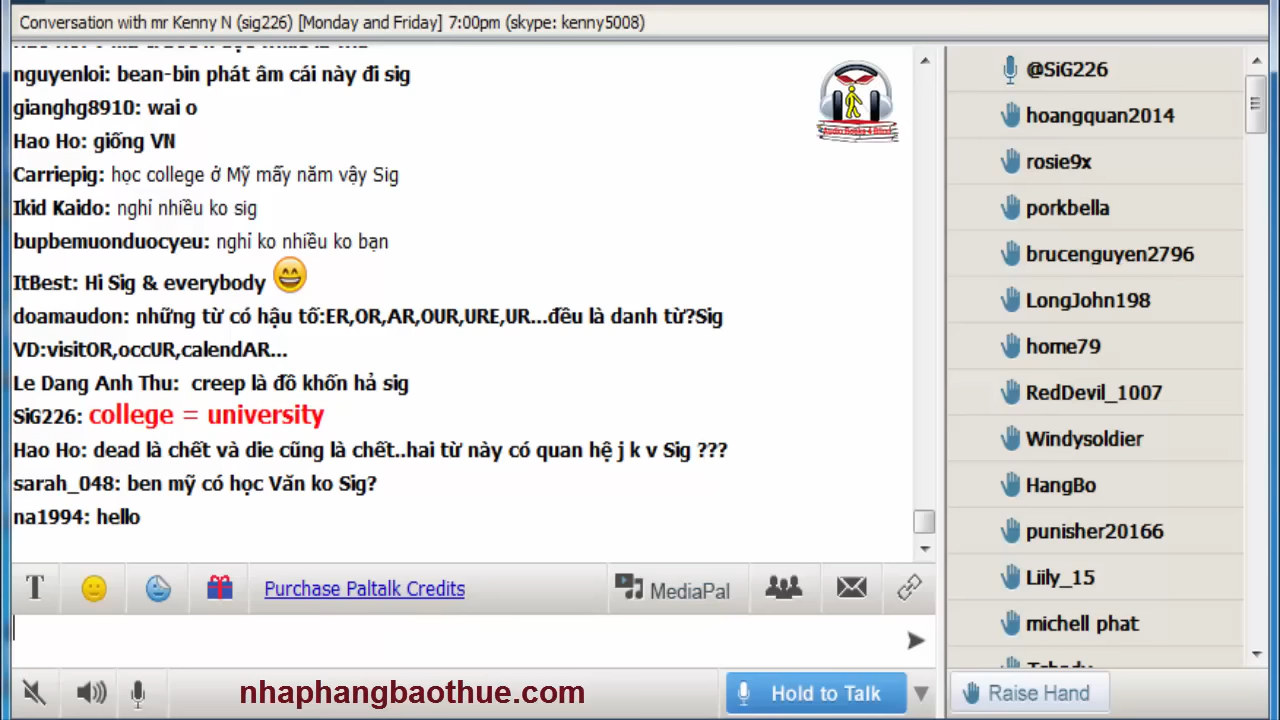 Conversation with mr Kenny N (sig226) [Monday and Friday] 7:00pm (skype: kenny5008)
nguyenloi: bean-bin phát âm cái này đi sig
gianghg8910: wai o
Hao Ho: giống VN
Carriepig: học college ở Mỹ mấy năm vậy Sig
Ikid Kaido: nghỉ nhiều ko sig
bupbemuonduocyeu: nghỉ ko nhiều ko bạn
ItBest: Hi Sig & everybody
doamaudon: những từ có hậu tố:ER,OR,AR,OUR,URE,UR...đều là danh từ?Sig
VD:visitOR,occUR,calendAR...
Le Dang Anh Thu: creep là đồ khốn hả sig
SiG226: college = university
Hao Ho: dead là chết và die cũng là chết..hai từ này có quan hệ j k v Sig ???
sarah_048: ben mỹ có học Văn ko Sig?
na1994: hello
T
Purchase Paltalk Credits
MediaPal
nhaphangbaothue.com
Hold to Talk
@SiG226
hoangquan2014
rosie9x
porkbella
brucenguyen2796
LongJohn198
home79
RedDevil_1007
Windysoldier
HangBo
punisher20166
Liily_15
michell phat
Raise Hand